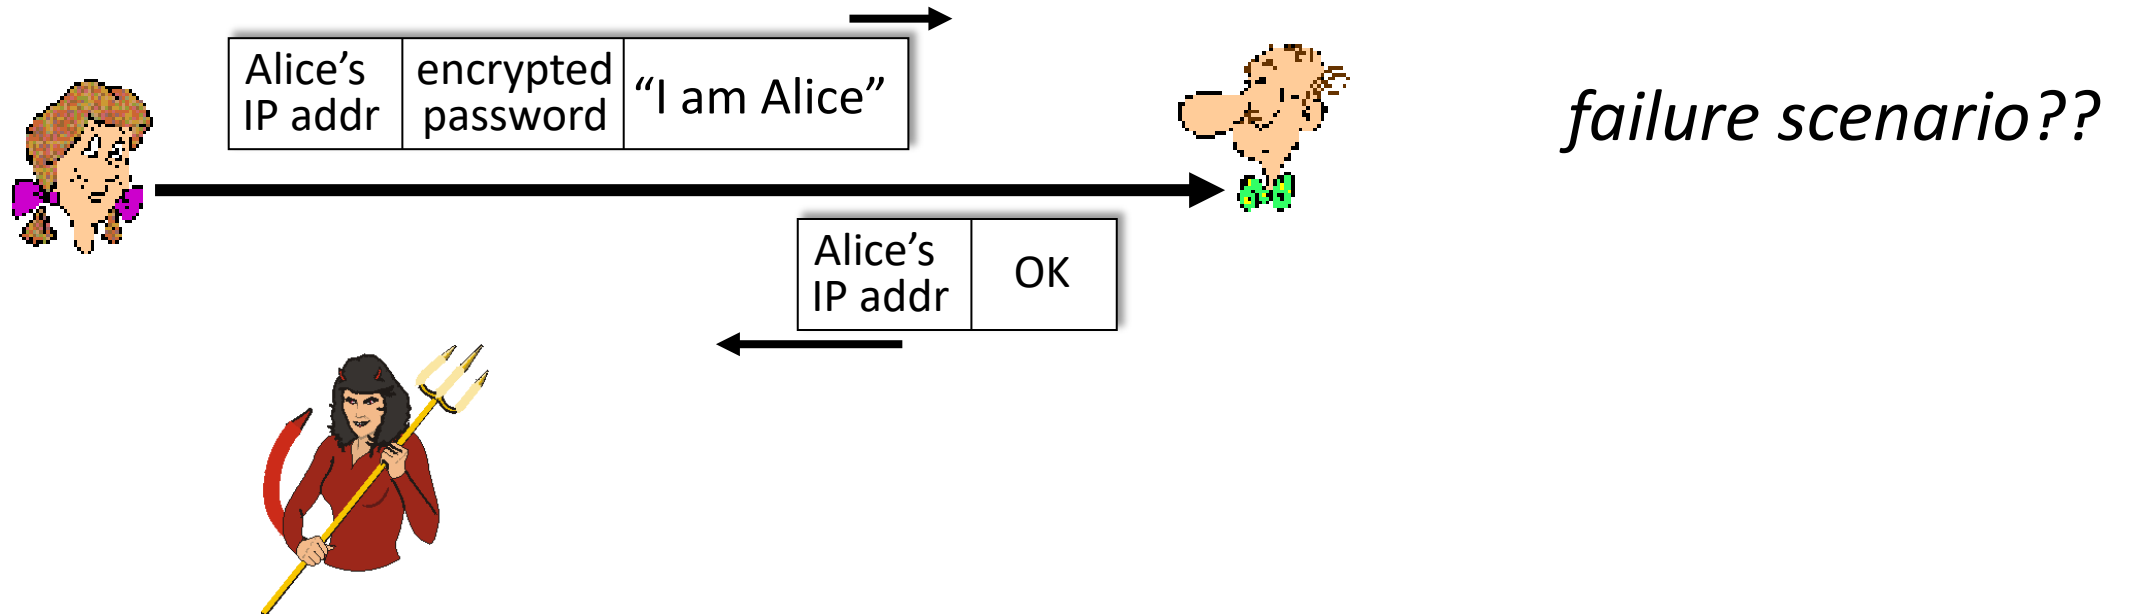 Alice’s
IP addr
encrypted
password
“I am Alice”
failure scenario??
Alice’s
IP addr
OK